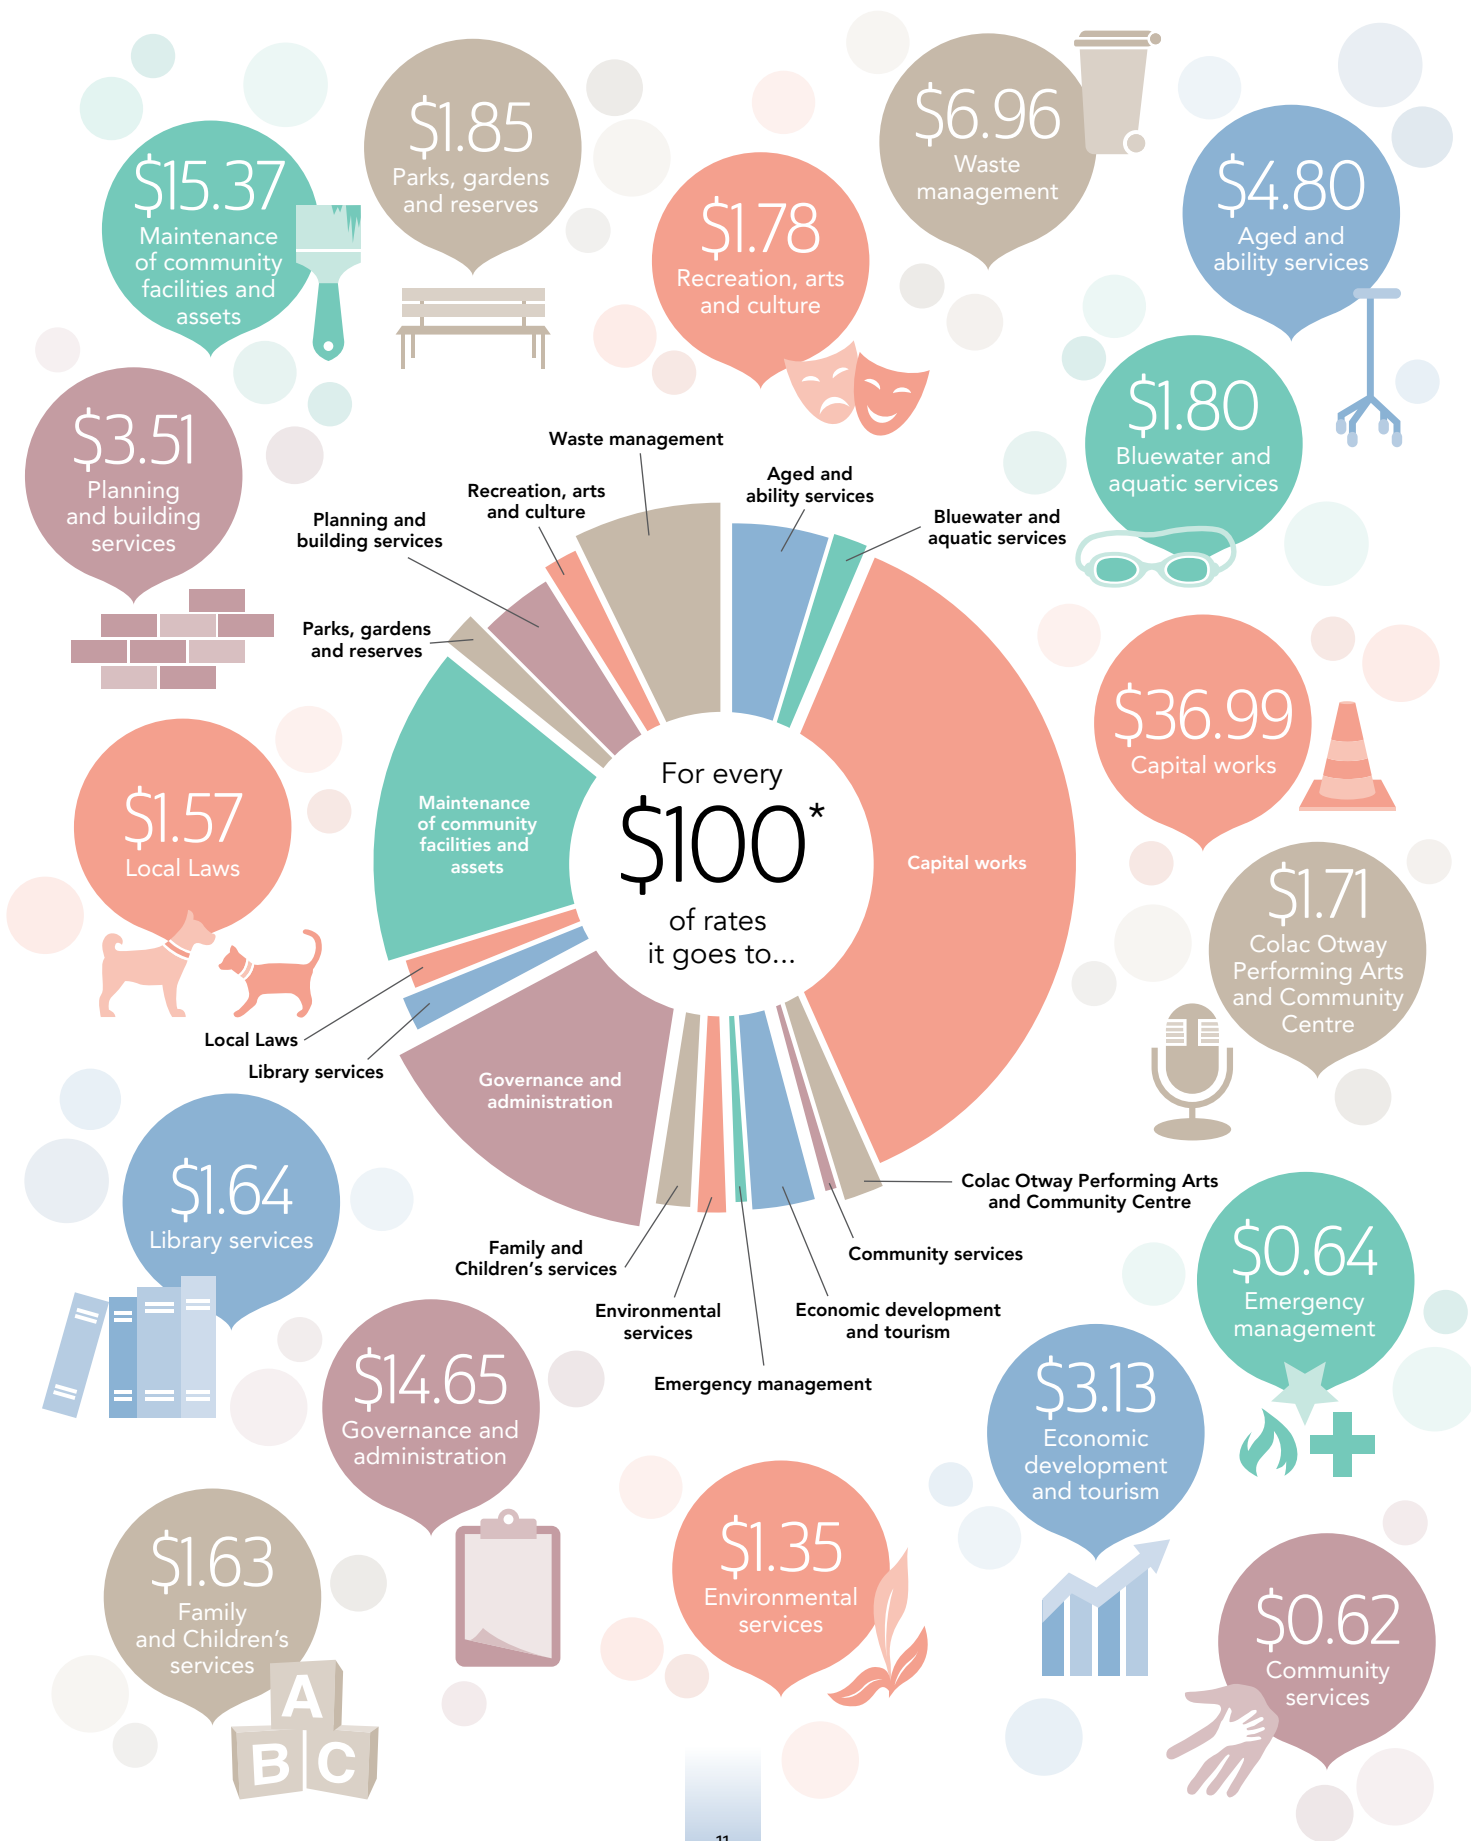 $15.37
Maintenance
of community
facilities and
assets
$1.85
Parks, gardens
and reserves
$1.78
Recreation, arts
and culture
$6.96
Waste
management
$4.80
Aged and
ability services
$3.51
Planning
and building
services
$1.80
Bluewater and
aquatic services
Waste management
Recreation, arts
and culture
Planning and
building services
Parks, gardens
and reserves
Aged and
ability services
Bluewater and
aquatic services
$1.57
Local Laws
Maintenance
of community
facilities and
assets
For every
$100*
of rates
it goes to...
Capital works
$36.99
Capital works
$1.71
Colac Otway
Performing Arts
and Community
Centre
Local Laws
Library services
Governance and
administration
Family and
Children's services
Environmental
services
Emergency management
Economic development
and tourism
Community services
Colac Otway Performing Arts
and Community Centre
$1.64
Library services
$14.65
Governance and
administration
$0.64
Emergency
management
$3.13
Economic
development
and tourism
$1.63
Family
and Children's
services
A
B C
$1.35
Environmental
services
$0.62
Community
services
11